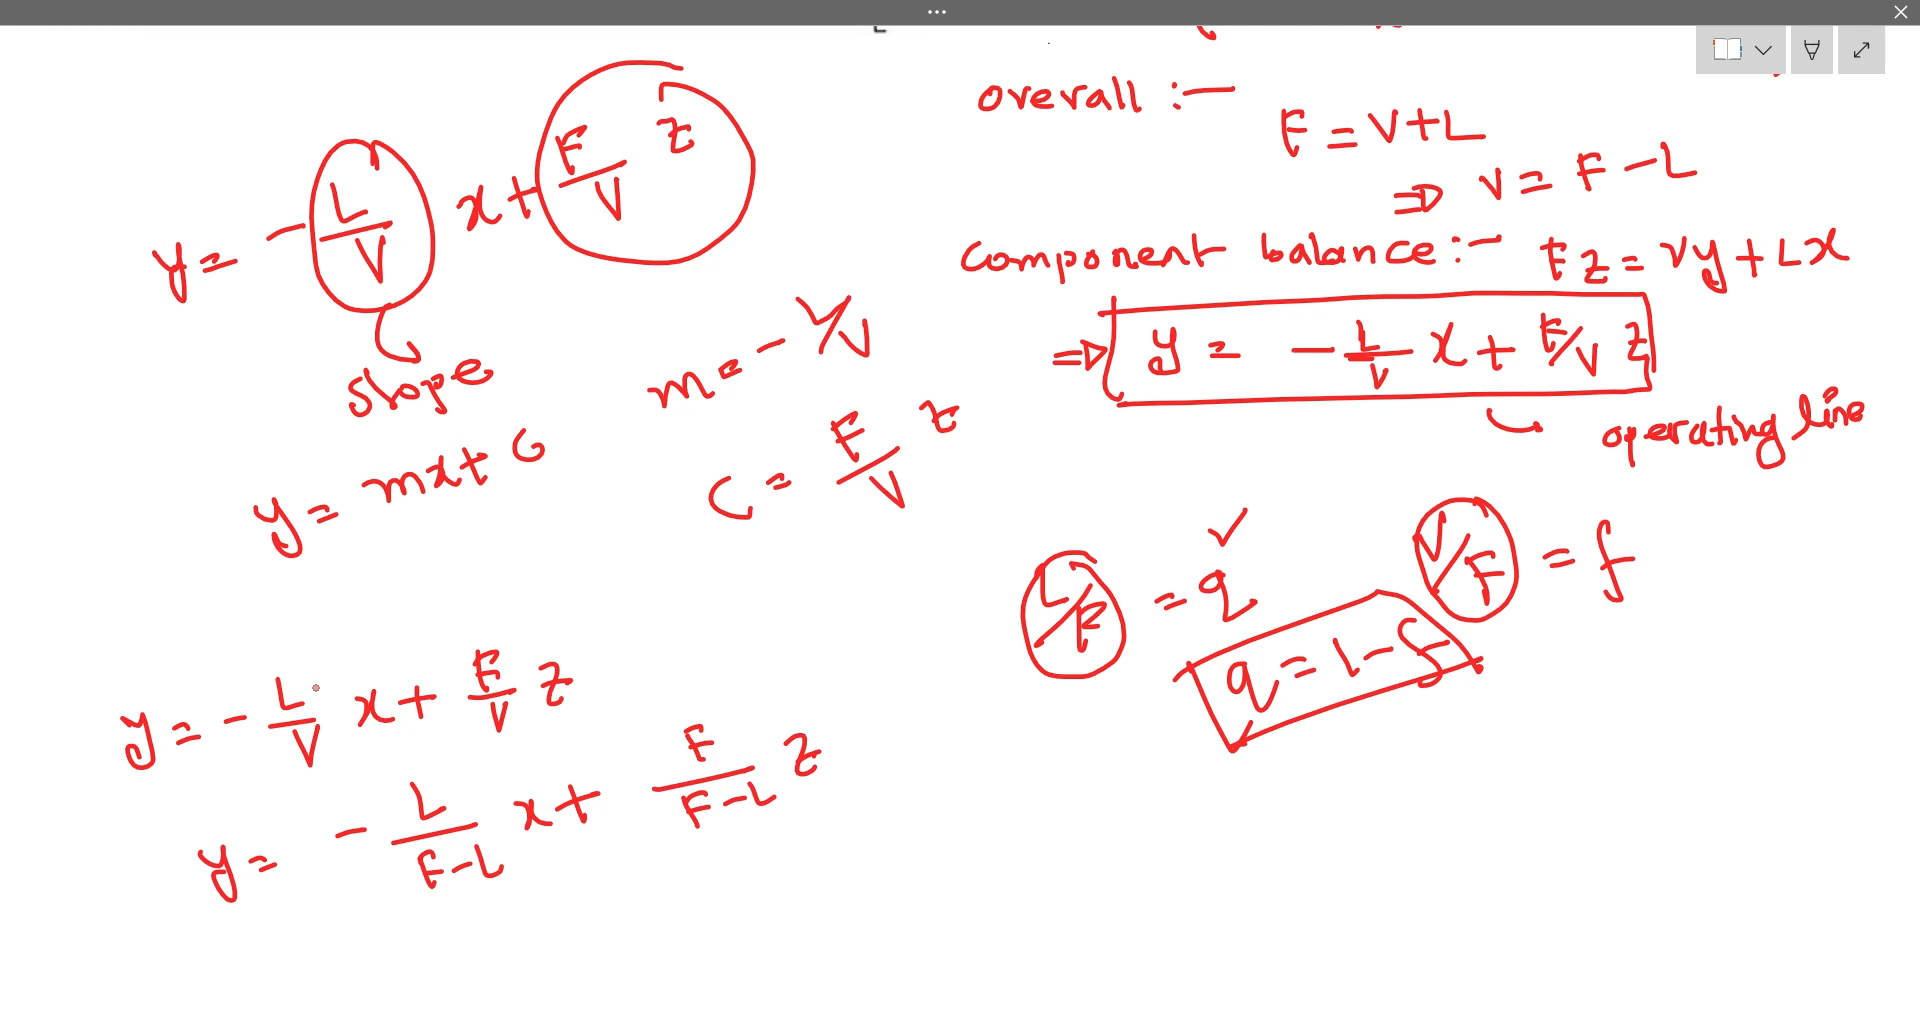 overall :-
F = V+L
⇒ V = F - L
component balance :- Fz = Vy + Lx
⇒ y = - L/V x + F/V z
operating line
y = - L/V x + F/V z
slope
m = - L/V
y = mx + C
C = F/V z
L/F = q ✓
V/F = f
q = 1 - f
y = - L/V x + F/V z
y = - L/F-L x + F/F-L z